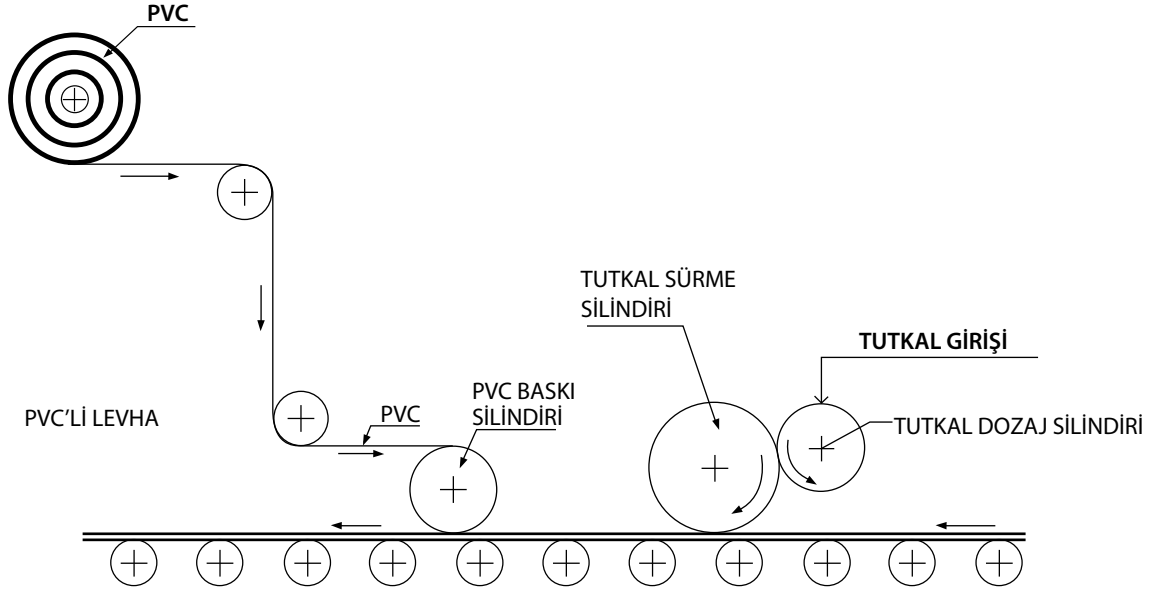 PVC
TUTKAL SÜRME
SİLİNDİRİ
TUTKAL GİRİŞİ
PVC BASKI
SİLİNDİRİ
PVC
PVC'Lİ LEVHA
TUTKAL DOZAJ SİLİNDİRİ